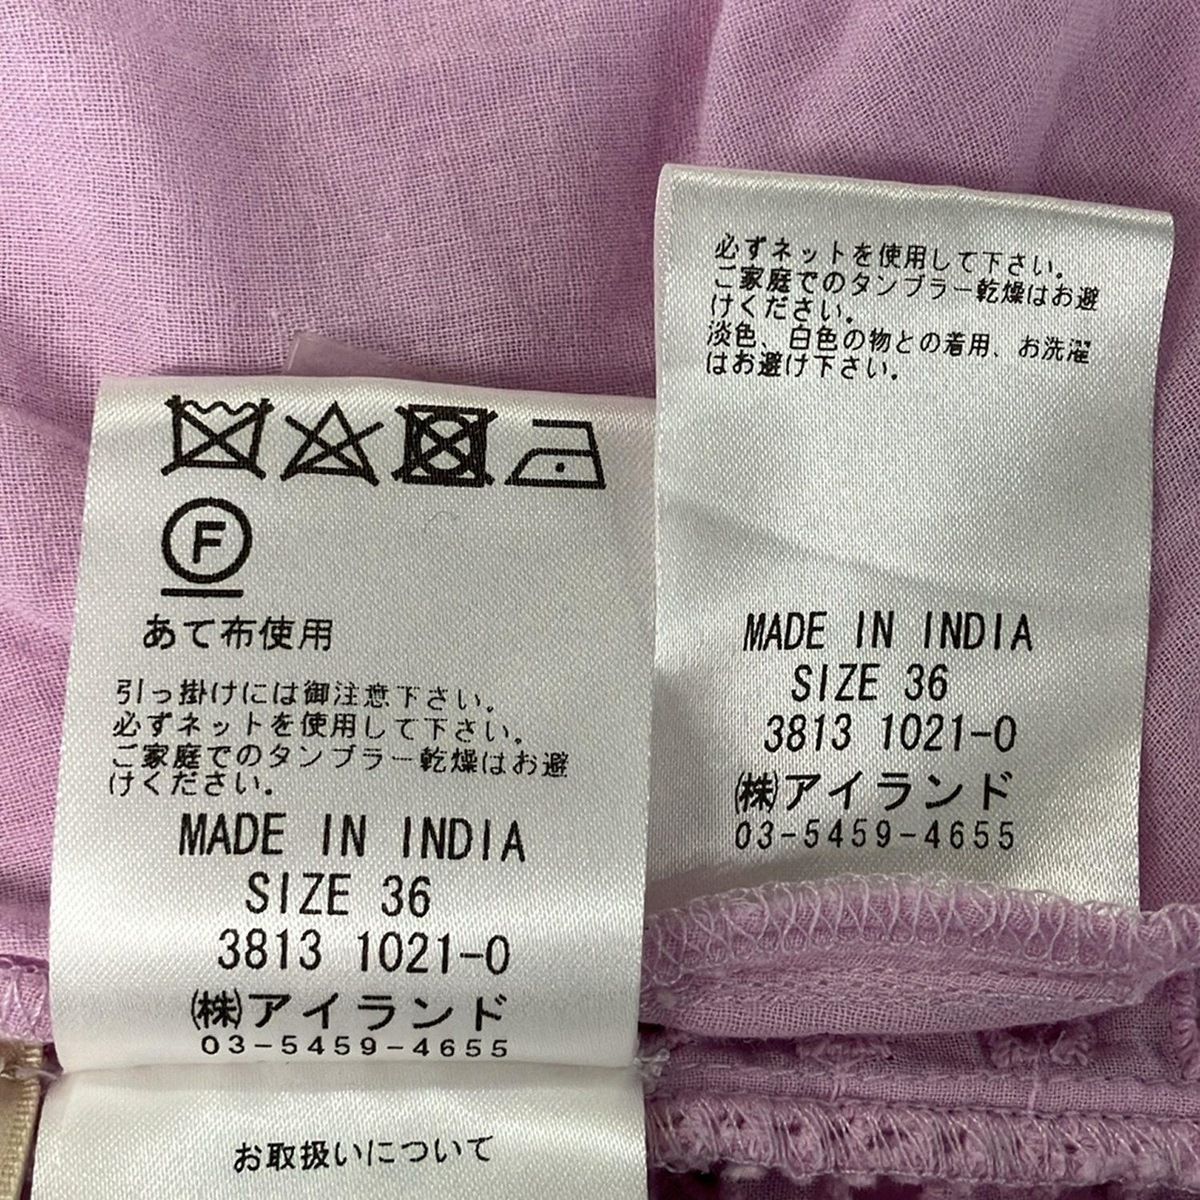 F
あて布使用
引っ掛けには御注意下さい。
必ずネットを使用して下さい。
ご家庭でのタンブラー乾燥はお避
けください。
MADE IN INDIA
SIZE 36
3813 1021-0
㈱アイランド
03-5459-4655
お取扱いについて
必ずネットを使用して下さい。
ご家庭でのタンブラー乾燥はお避
けください。
淡色、白色の物との着用、お洗濯
はお避け下さい。
MADE IN INDIA
SIZE 36
3813 1021-0
㈱アイランド
03-5459-4655